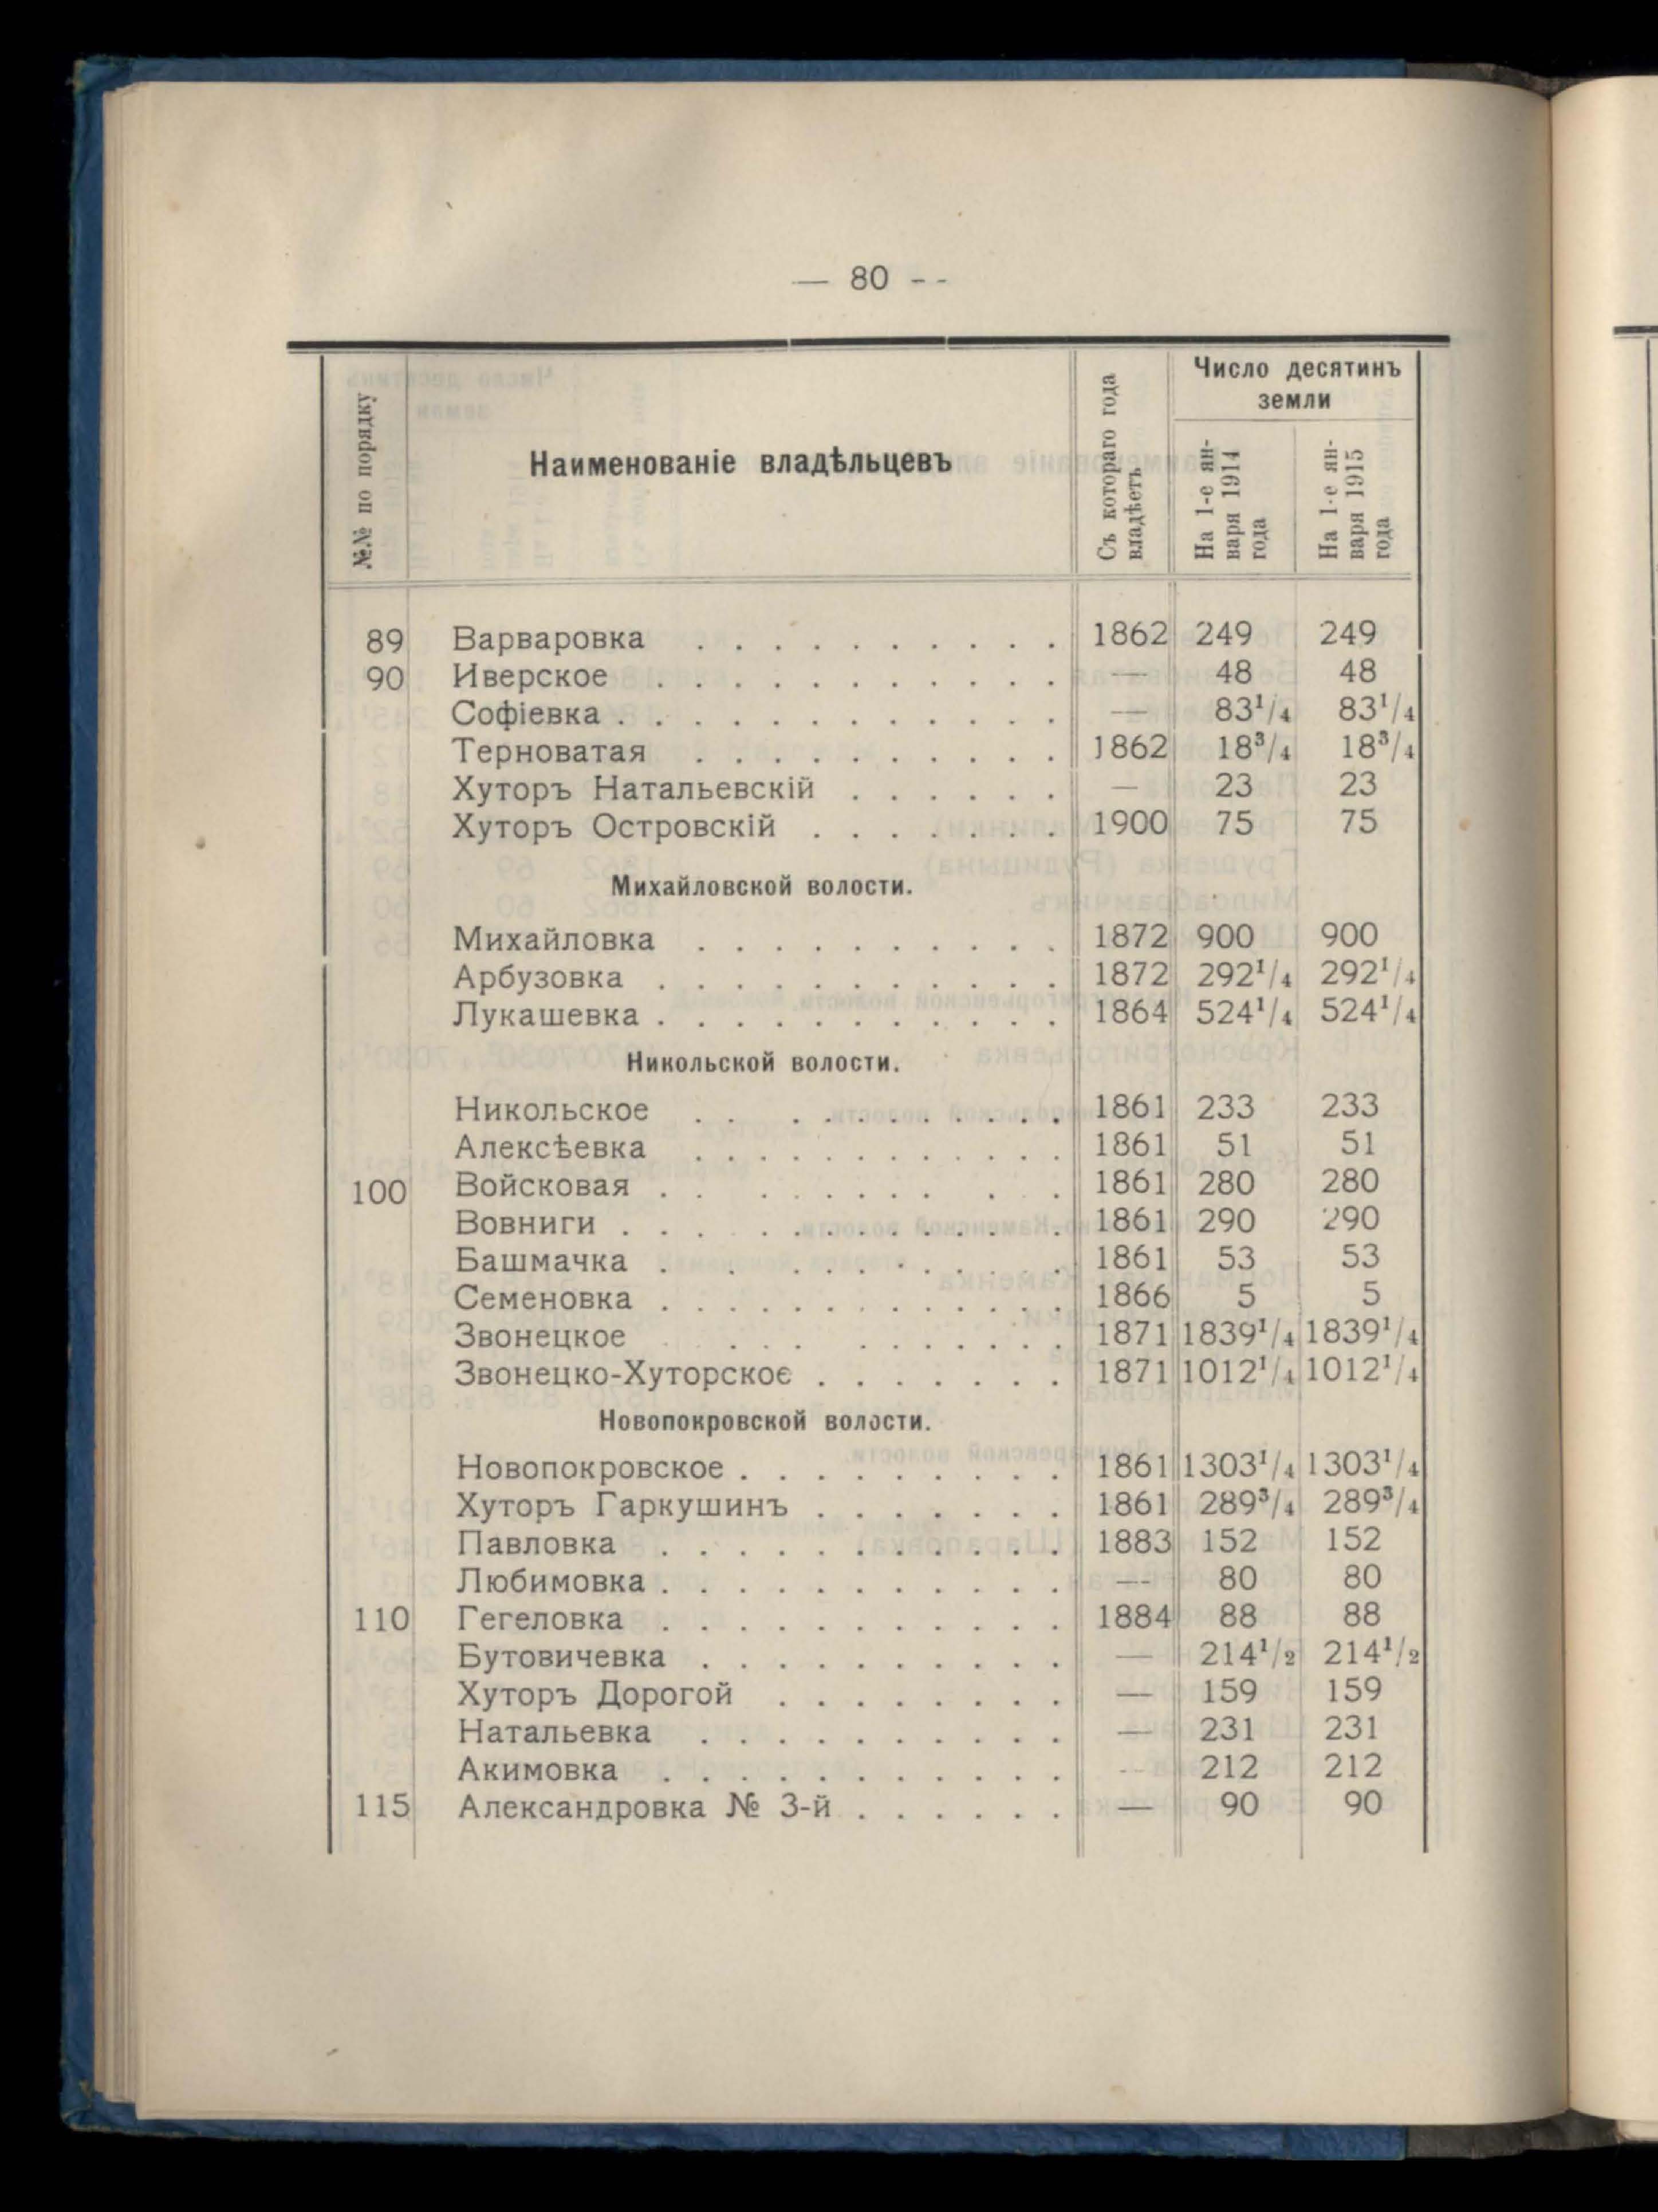 — 80 --
№№ по порядку
Наименованіе владѣльцевъ
Съ котораго года владѣетъ
Число десятинъ земли
На 1-е января 1914 года
На 1-е января 1915 года
89 Варваровка . . . . . . . . . . 1862 249 249
90 Иверское . . . . . . . . . . . — 48 48
Софіевка . . . . . . . . . . . . — 83¹/₄ 83¹/₄
Терноватая . . . . . . . . . . 1862 18³/₄ 18³/₄
Хуторъ Натальевскій . . . . . . — 23 23
Хуторъ Островскій . . . . . . . 1900 75 75
Михайловской волости.
Михайловка . . . . . . . . . . 1872 900 900
Арбузовка . . . . . . . . . . . 1872 292¹/₄ 292¹/₄
Лукашевка . . . . . . . . . . . 1864 524¹/₄ 524¹/₄
Никольской волости.
Никольское . . . . . . . . . 1861 233 233
Алексѣевка . . . . . . . . . . 1861 51 51
100 Войсковая . . . . . . . . . 1861 280 280
Вовниги . . . . . . . . . . . 1861 290 290
Башмачка . . . . . . . . . . 1861 53 53
Семеновка . . . . . . . . . . . 1866 5 5
Звонецкое . . . . . . . . . 1871 1839¹/₄ 1839¹/₄
Звонецко-Хуторское . . . . . . . 1871 1012¹/₄ 1012¹/₄
Новопокровской волости.
Новопокровское . . . . . . . . . 1861 1303¹/₄ 1303¹/₄
Хуторъ Гаркушинъ . . . . . . . 1861 289³/₄ 289³/₄
Павловка . . . . . . . . . . . 1883 152 152
Любимовка . . . . . . . . . . . — 80 80
110 Гегеловка . . . . . . . . . . . 1884 88 88
Бутовичевка . . . . . . . . . . — 214¹/₂ 214¹/₂
Хуторъ Дорогой . . . . . . . . — 159 159
Натальевка . . . . . . . . . . — 231 231
Акимовка . . . . . . . . . . . -- 212 212
115 Александровка № 3-й . . . . . . — 90 90